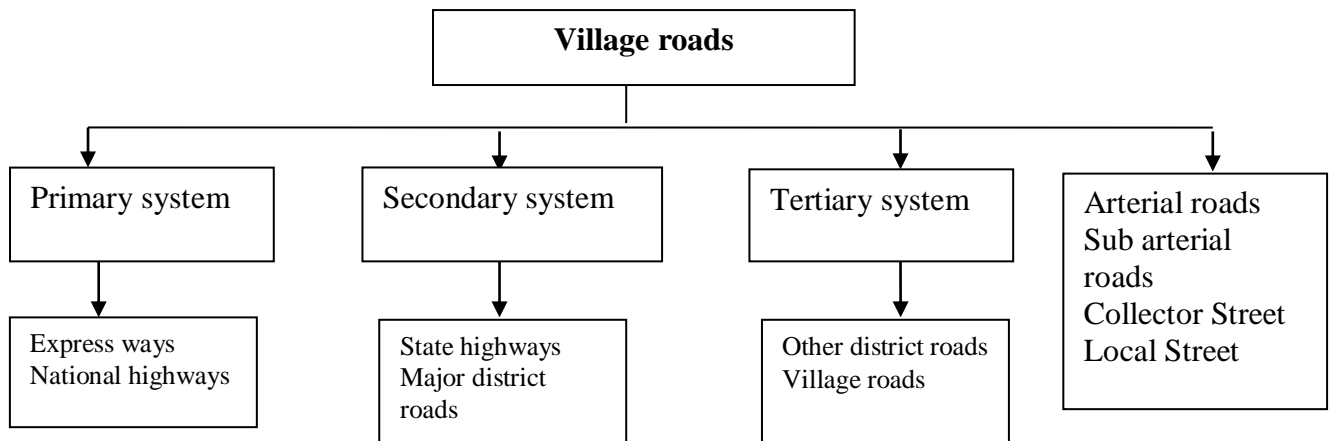 Village roads
Primary system
Secondary system
Tertiary system
Arterial roads
Sub arterial
roads
Collector Street
Local Street
Express ways
National highways
State highways
Major district
roads
Other district roads
Village roads